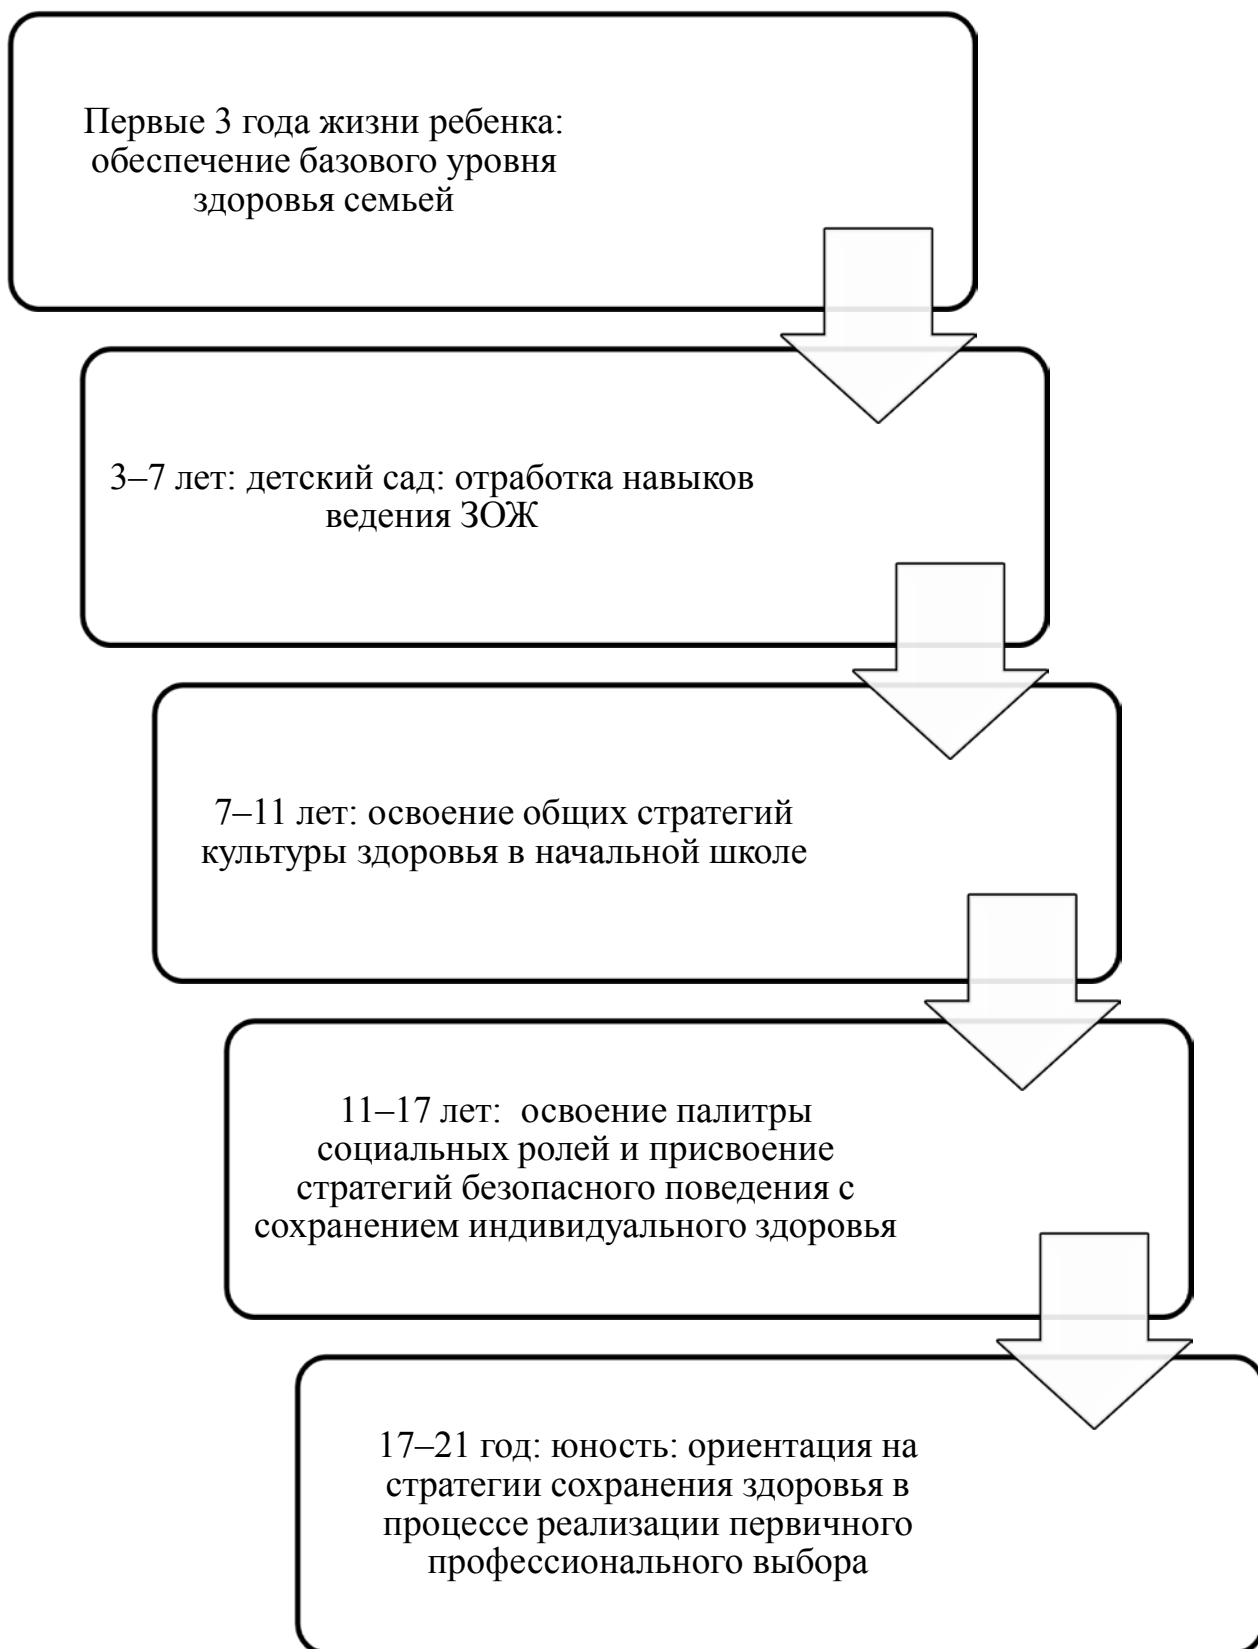 Первые 3 года жизни ребенка:
обеспечение базового уровня
здоровья семьей
3–7 лет: детский сад: отработка навыков
ведения ЗОЖ
7–11 лет: освоение общих стратегий
культуры здоровья в начальной школе
11–17 лет:  освоение палитры
социальных ролей и присвоение
стратегий безопасного поведения с
сохранением индивидуального здоровья
17–21 год: юность: ориентация на
стратегии сохранения здоровья в
процессе реализации первичного
профессионального выбора